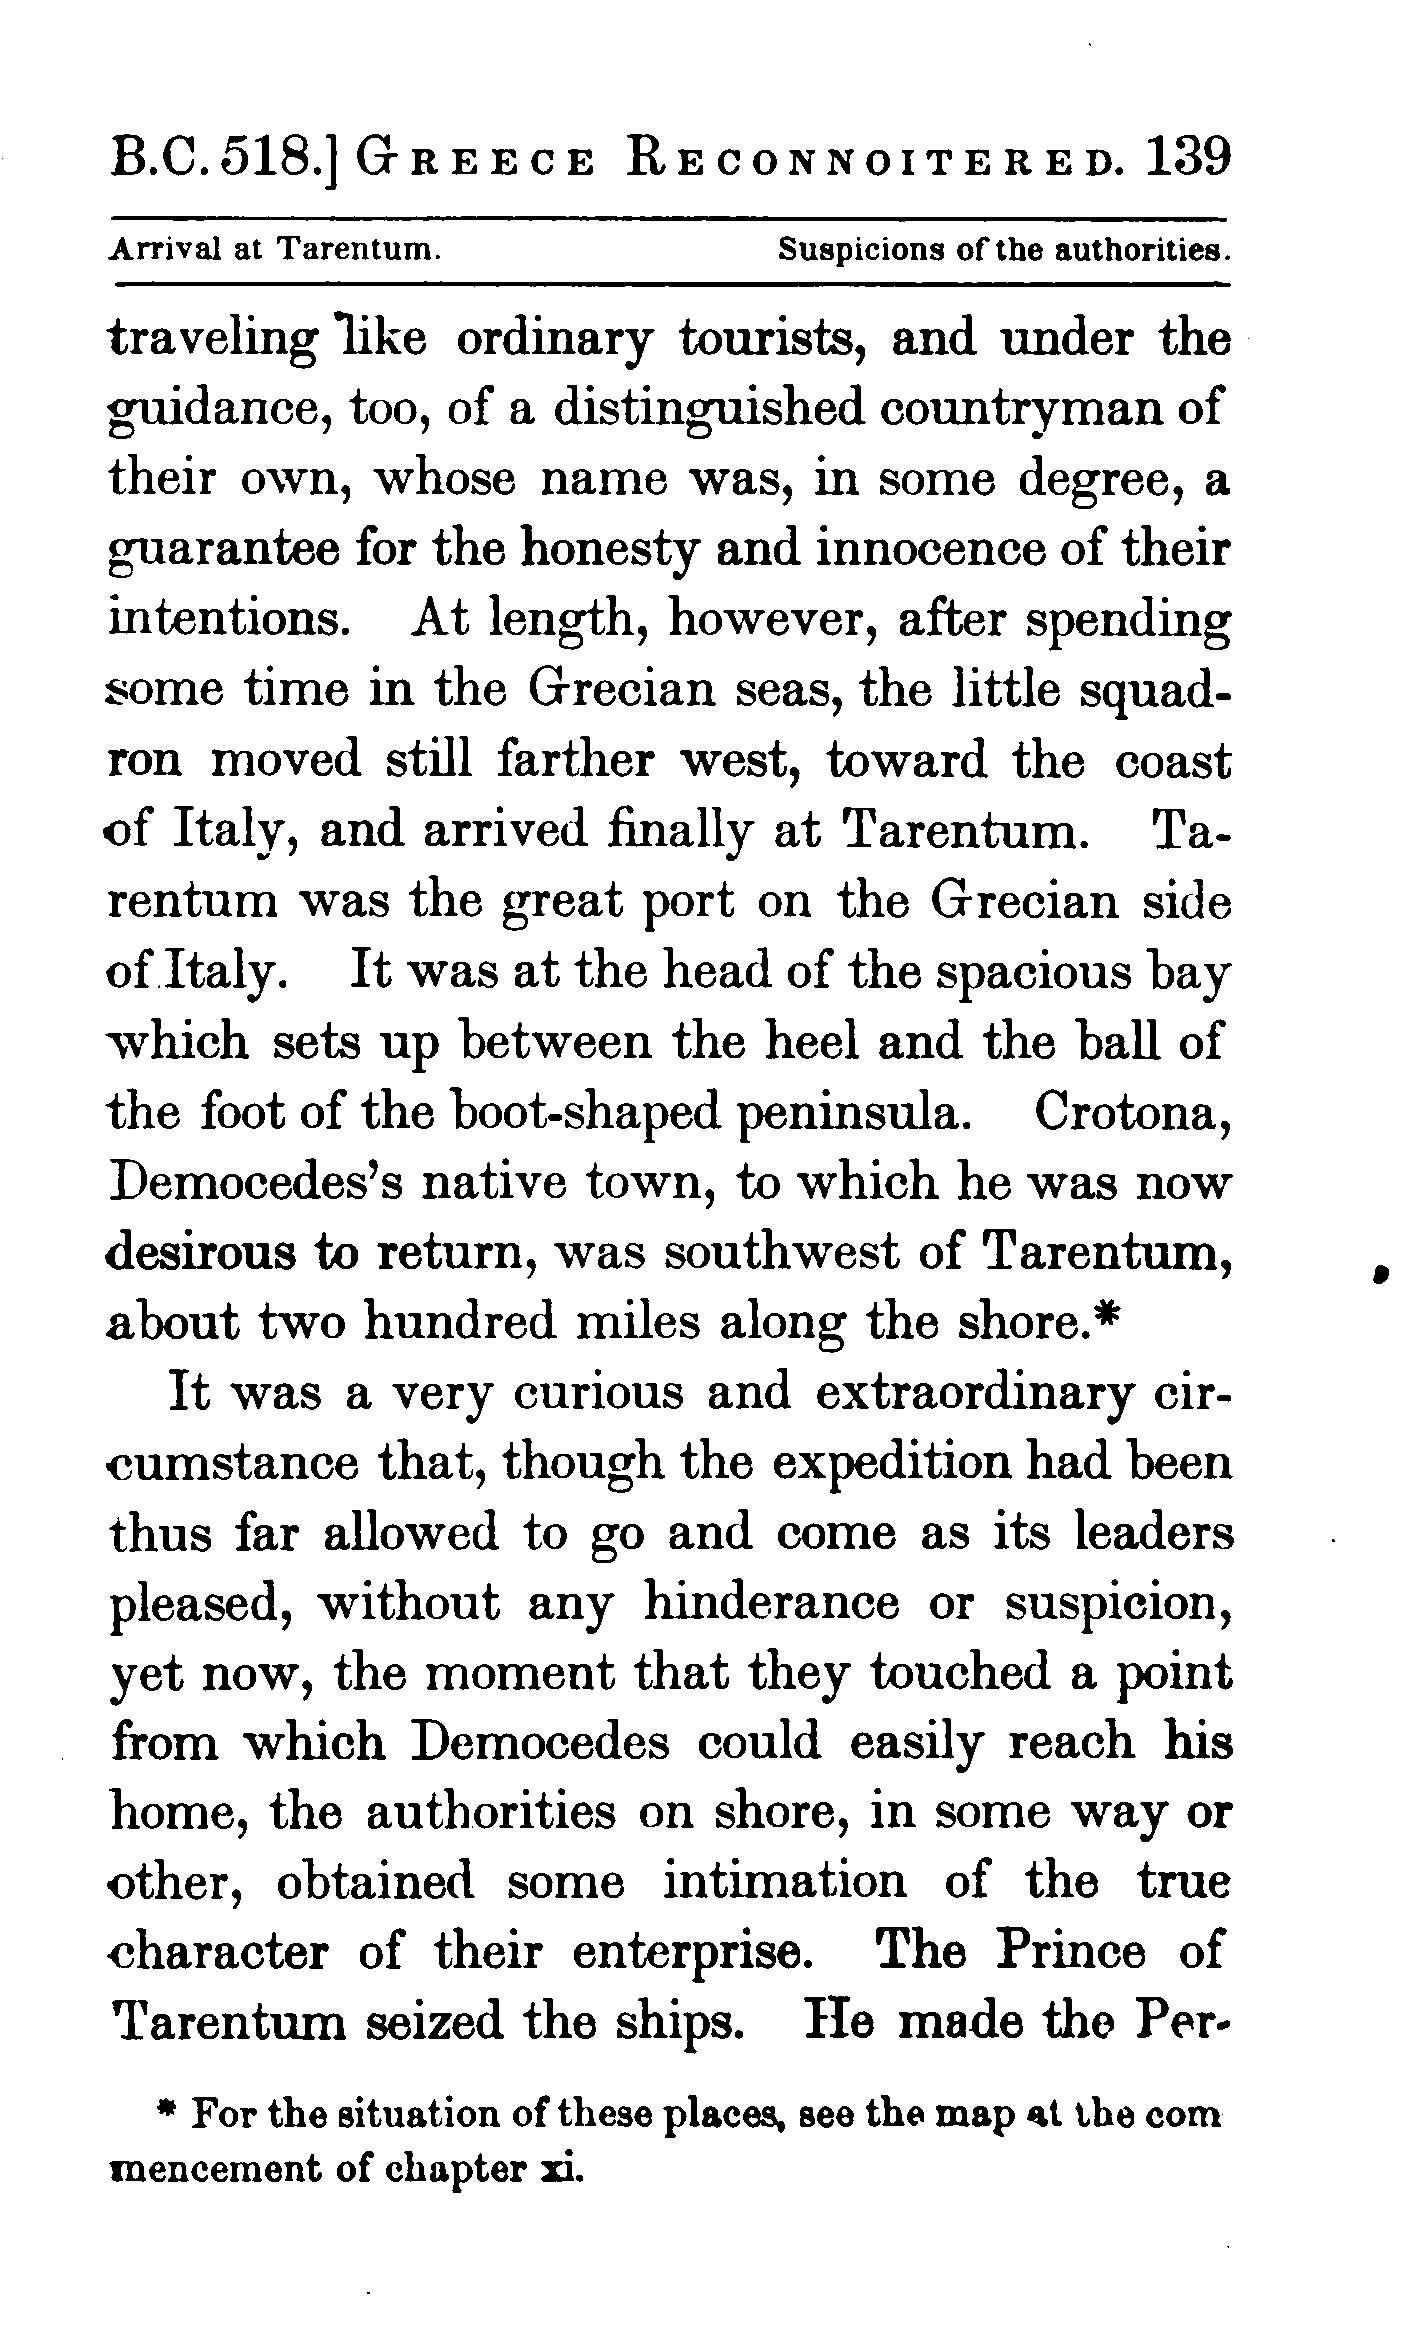 B.C. 518.] GREECE RECONNOITERED. 139
Arrival at Tarentum. Suspicions of the authorities.
traveling like ordinary tourists, and under the
guidance, too, of a distinguished countryman of
their own, whose name was, in some degree, a
guarantee for the honesty and innocence of their
intentions. At length, however, after spending
some time in the Grecian seas, the little squad-
ron moved still farther west, toward the coast
of Italy, and arrived finally at Tarentum. Ta-
rentum was the great port on the Grecian side
of Italy. It was at the head of the spacious bay
which sets up between the heel and the ball of
the foot of the boot-shaped peninsula. Crotona,
Democedes's native town, to which he was now
desirous to return, was southwest of Tarentum,
about two hundred miles along the shore.*
It was a very curious and extraordinary cir-
cumstance that, though the expedition had been
thus far allowed to go and come as its leaders
pleased, without any hinderance or suspicion,
yet now, the moment that they touched a point
from which Democedes could easily reach his
home, the authorities on shore, in some way or
other, obtained some intimation of the true
character of their enterprise. The Prince of
Tarentum seized the ships. He made the Per-
* For the situation of these places, see the map at the com
mencement of chapter xi.